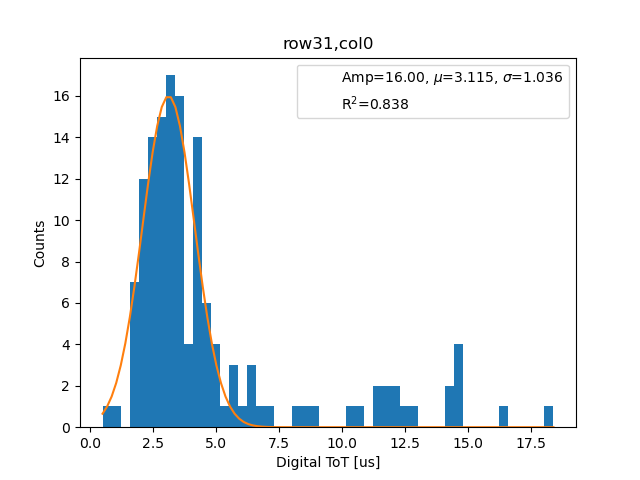 row31,col0
Amp=16.00, μ=3.115, σ=1.036
R²=0.838
Counts
16
14
12
10
8
6
4
2
0
0.0 2.5 5.0 7.5 10.0 12.5 15.0 17.5
Digital ToT [us]